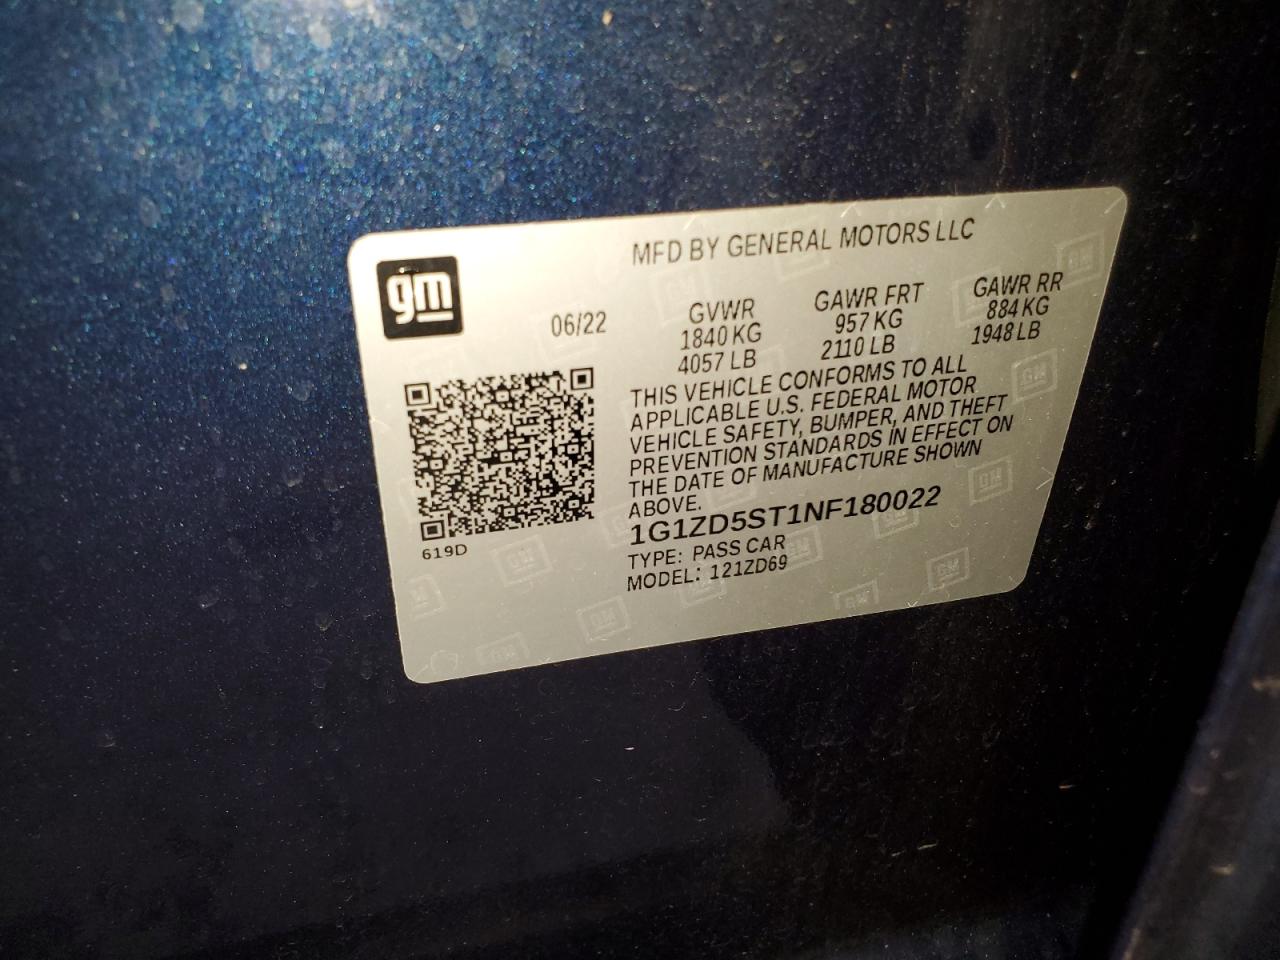 MFD BY GENERAL MOTORS LLC
gm
06/22
GVWR
1840 KG
4057 LB
GAWR FRT
957 KG
2110 LB
GAWR RR
884 KG
1948 LB
THIS VEHICLE CONFORMS TO ALL
APPLICABLE U.S. FEDERAL MOTOR
VEHICLE SAFETY, BUMPER, AND THEFT
PREVENTION STANDARDS IN EFFECT ON
THE DATE OF MANUFACTURE SHOWN
ABOVE.
1G1ZD5ST1NF180022
TYPE: PASS CAR
MODEL: 121ZD69
619D